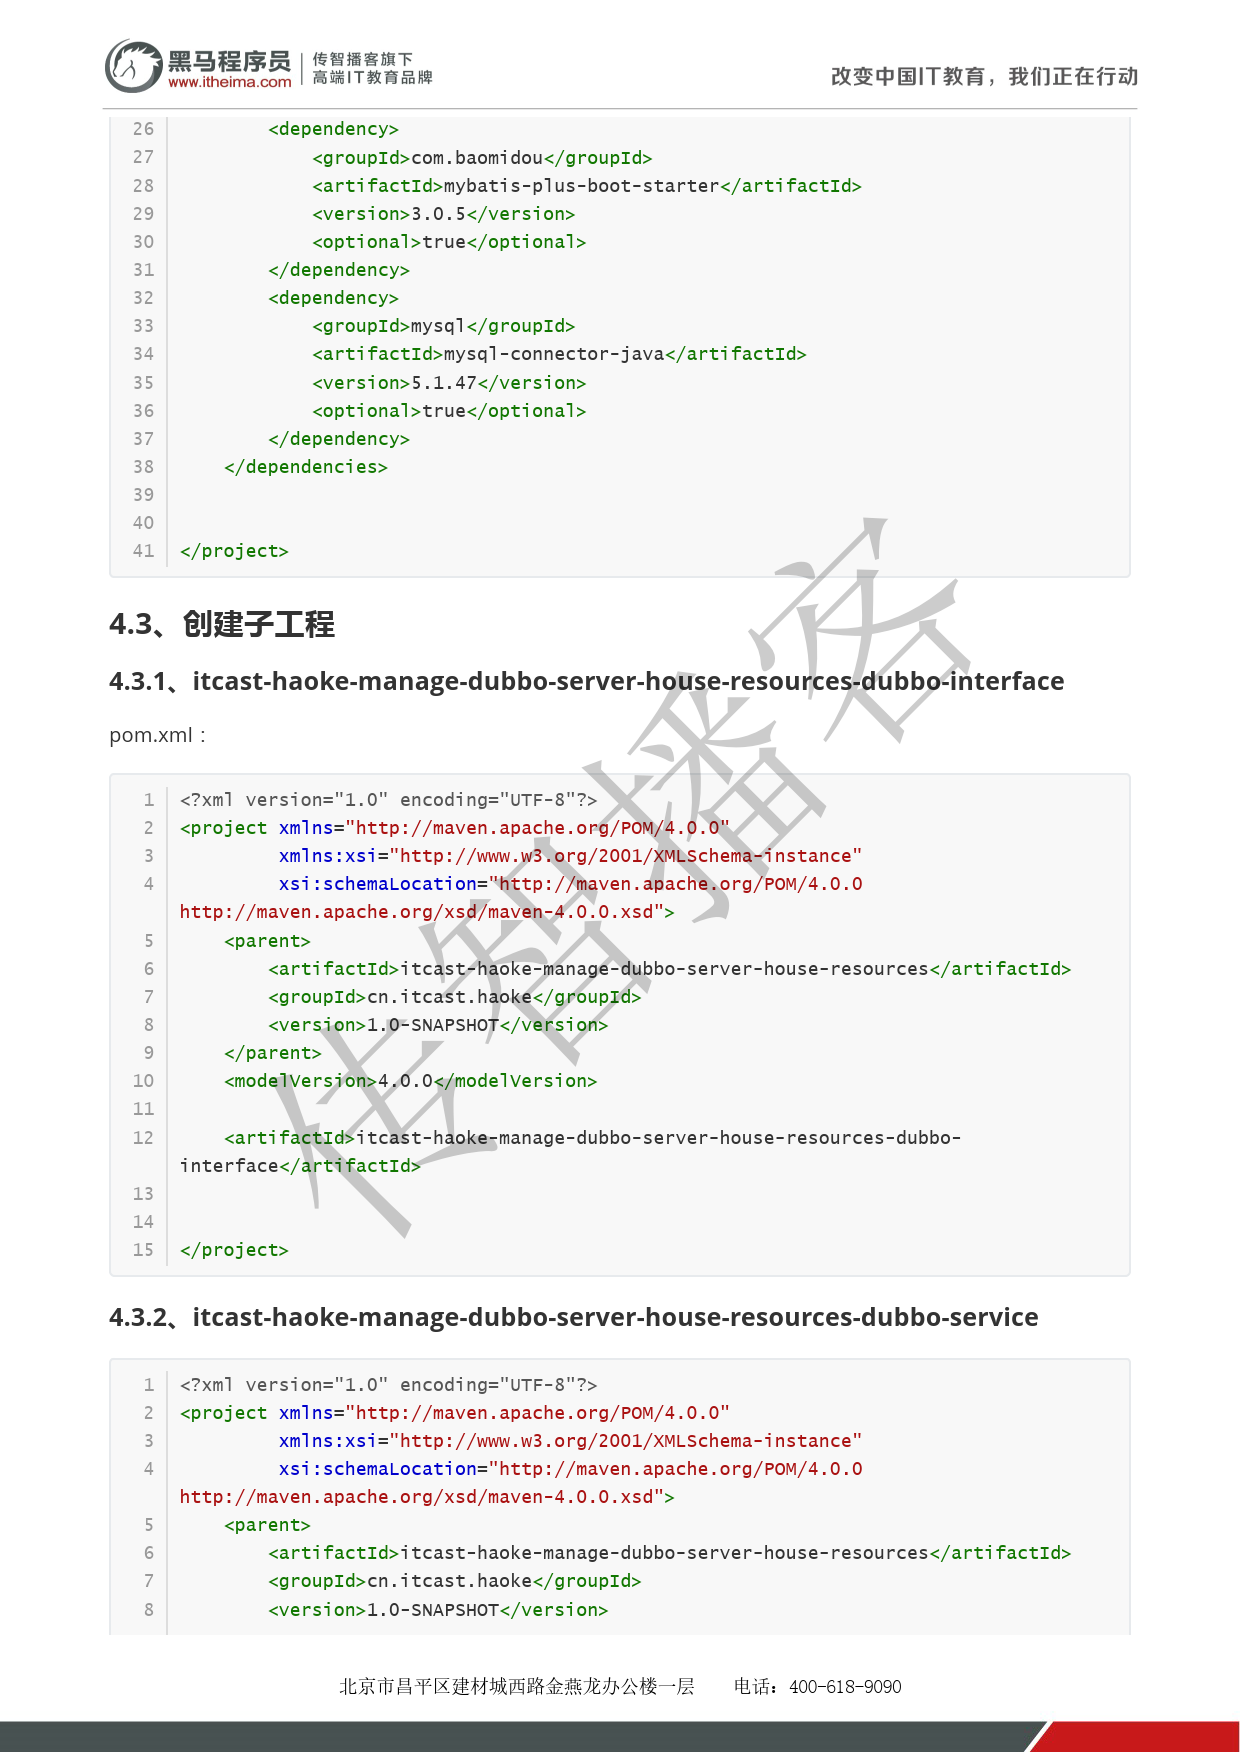 黑马程序员 传智播客旗下
www.itheima.com 高端IT教育品牌
改变中国IT教育，我们正在行动
26         <dependency>
27             <groupId>com.baomidou</groupId>
28             <artifactId>mybatis-plus-boot-starter</artifactId>
29             <version>3.0.5</version>
30             <optional>true</optional>
31         </dependency>
32         <dependency>
33             <groupId>mysql</groupId>
34             <artifactId>mysql-connector-java</artifactId>
35             <version>5.1.47</version>
36             <optional>true</optional>
37         </dependency>
38     </dependencies>
39
40
41 </project>
4.3、创建子工程
4.3.1、itcast-haoke-manage-dubbo-server-house-resources-dubbo-interface
pom.xml：
1 <?xml version="1.0" encoding="UTF-8"?>
2 <project xmlns="http://maven.apache.org/POM/4.0.0"
3          xmlns:xsi="http://www.w3.org/2001/XMLSchema-instance"
4          xsi:schemaLocation="http://maven.apache.org/POM/4.0.0
http://maven.apache.org/xsd/maven-4.0.0.xsd">
5     <parent>
6         <artifactId>itcast-haoke-manage-dubbo-server-house-resources</artifactId>
7         <groupId>cn.itcast.haoke</groupId>
8         <version>1.0-SNAPSHOT</version>
9     </parent>
10     <modelVersion>4.0.0</modelVersion>
11
12     <artifactId>itcast-haoke-manage-dubbo-server-house-resources-dubbo-
interface</artifactId>
13
14
15 </project>
4.3.2、itcast-haoke-manage-dubbo-server-house-resources-dubbo-service
1 <?xml version="1.0" encoding="UTF-8"?>
2 <project xmlns="http://maven.apache.org/POM/4.0.0"
3          xmlns:xsi="http://www.w3.org/2001/XMLSchema-instance"
4          xsi:schemaLocation="http://maven.apache.org/POM/4.0.0
http://maven.apache.org/xsd/maven-4.0.0.xsd">
5     <parent>
6         <artifactId>itcast-haoke-manage-dubbo-server-house-resources</artifactId>
7         <groupId>cn.itcast.haoke</groupId>
8         <version>1.0-SNAPSHOT</version>
传智播客
北京市昌平区建材城西路金燕龙办公楼一层 电话：400-618-9090